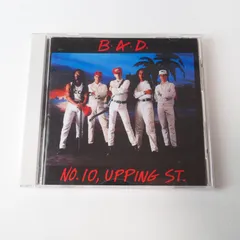 B.A.D.
NO. 10, UPPING ST.